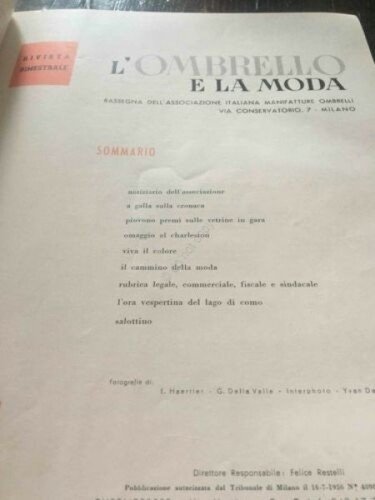 RIVISTA
BIMESTRALE
L'OMBRELLO
E LA MODA
RASSEGNA DELL'ASSOCIAZIONE ITALIANA MANIFATTURE OMBRELLI
VIA CONSERVATORIO, 7 - MILANO
SOMMARIO
notiziario dell'associazione
a galla sulla cronaca
piovono premi sulle vetrine in gara
omaggio al charleston
viva il colore
il cammino della moda
rubrica legale, commerciale, fiscale e sindacale
l'ora vespertina del lago di como
salottino
fotografie di:
E. Haertter - G. Della Valle - Interphoto - Yvan
Direttore Responsabile: Felice Restelli
Pubblicazione autorizzata dal Tribunale di Milano il 16-7-1956 N°